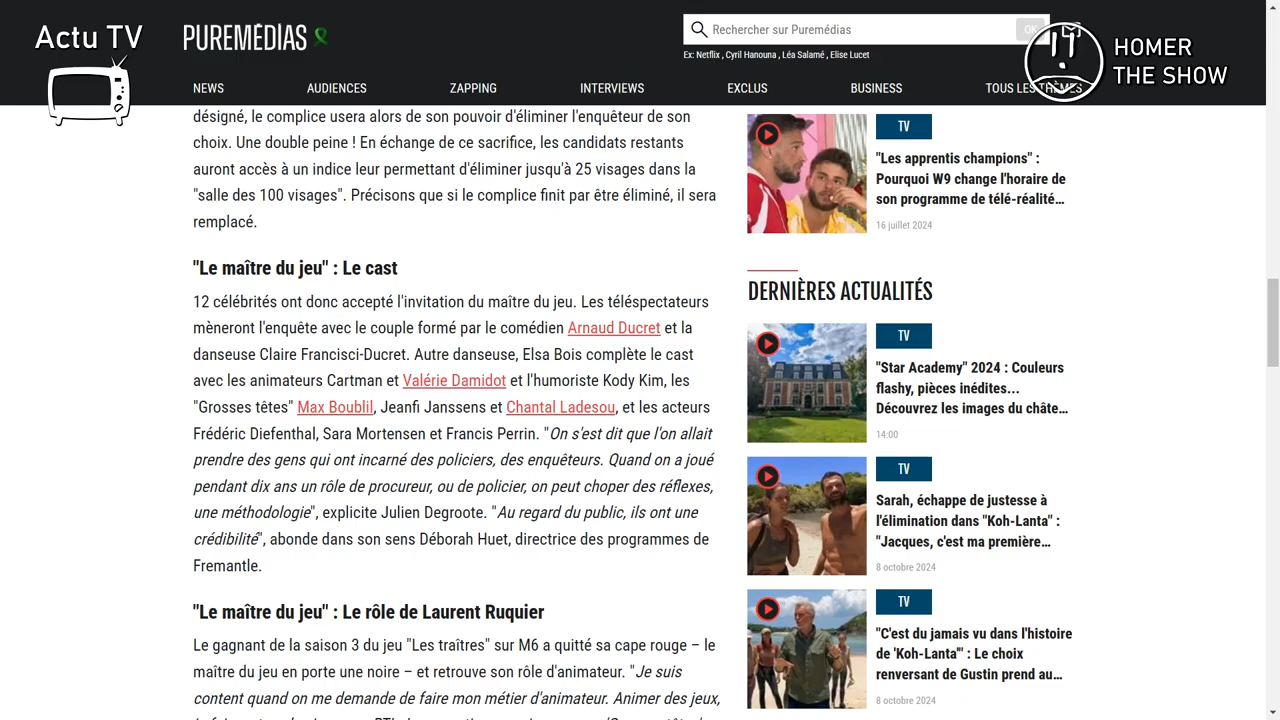 Actu TV
PUREMÉDIAS
Rechercher sur Puremédias
OK
Ex: Netflix , Cyril Hanouna , Léa Salamé , Elise Lucet
HOMER
THE SHOW
NEWS
AUDIENCES
ZAPPING
INTERVIEWS
EXCLUS
BUSINESS
TOUS LES THÈMES
désigné, le complice usera alors de son pouvoir d'éliminer l'enquêteur de son
choix. Une double peine ! En échange de ce sacrifice, les candidats restants
auront accès à un indice leur permettant d'éliminer jusqu'à 25 visages dans la
"salle des 100 visages". Précisons que si le complice finit par être éliminé, il sera
remplacé.
"Le maître du jeu" : Le cast
12 célébrités ont donc accepté l'invitation du maître du jeu. Les téléspectateurs
mèneront l'enquête avec le couple formé par le comédien Arnaud Ducret et la
danseuse Claire Francisci-Ducret. Autre danseuse, Elsa Bois complète le cast
avec les animateurs Cartman et Valérie Damidot et l'humoriste Kody Kim, les
"Grosses têtes" Max Boublil, Jeanfi Janssens et Chantal Ladesou, et les acteurs
Frédéric Diefenthal, Sara Mortensen et Francis Perrin. "On s'est dit que l'on allait
prendre des gens qui ont incarné des policiers, des enquêteurs. Quand on a joué
pendant dix ans un rôle de procureur, ou de policier, on peut choper des réflexes,
une méthodologie", explicite Julien Degroote. "Au regard du public, ils ont une
crédibilité", abonde dans son sens Déborah Huet, directrice des programmes de
Fremantle.
"Le maître du jeu" : Le rôle de Laurent Ruquier
Le gagnant de la saison 3 du jeu "Les traîtres" sur M6 a quitté sa cape rouge – le
maître du jeu en porte une noire – et retrouve son rôle d'animateur. "Je suis
content quand on me demande de faire mon métier d'animateur. Animer des jeux,
TV
"Les apprentis champions" :
Pourquoi W9 change l'horaire de
son programme de télé-réalité…
16 juillet 2024
DERNIÈRES ACTUALITÉS
TV
"Star Academy" 2024 : Couleurs
flashy, pièces inédites...
Découvrez les images du châte…
14:00
TV
Sarah, échappe de justesse à
l'élimination dans "Koh-Lanta" :
"Jacques, c'est ma première…
8 octobre 2024
TV
"C'est du jamais vu dans l'histoire
de 'Koh-Lanta'" : Le choix
renversant de Gustin prend au…
8 octobre 2024